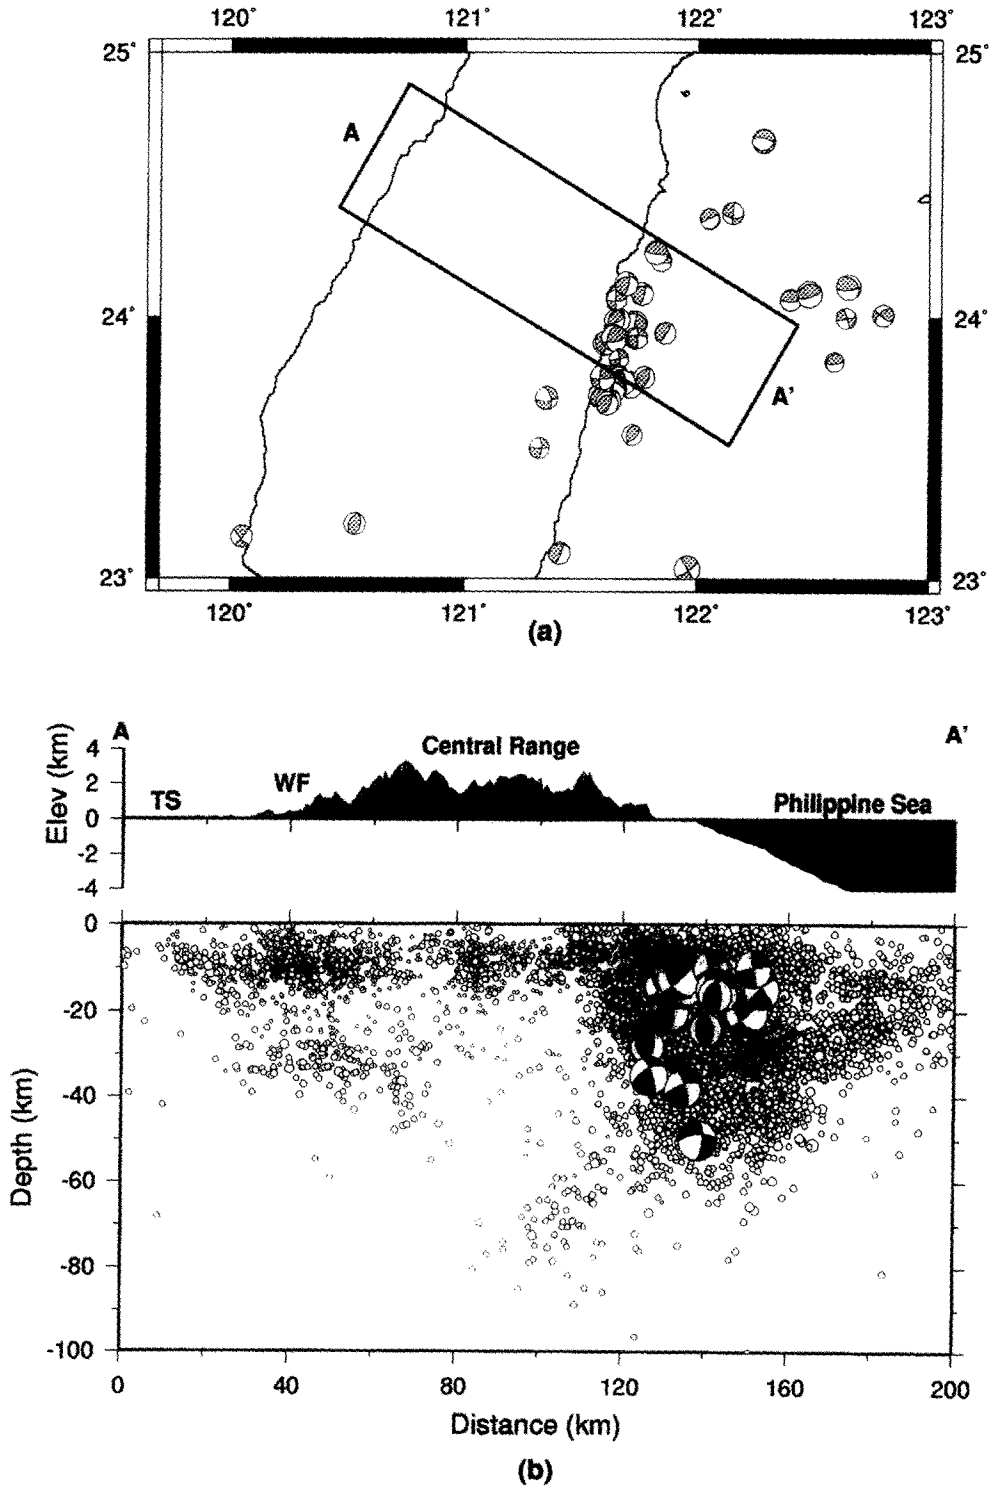 120° 121° 122° 123°
25° 25°
A
24° 24°
A'
23° 23°
120° 121° 122° 123°
(a)
A A'
Elev (km)
4
2
0
-2
-4
Central Range
WF
TS
Philippine Sea
Depth (km)
0
-20
-40
-60
-80
-100
0 40 80 120 160 200
Distance (km)
(b)